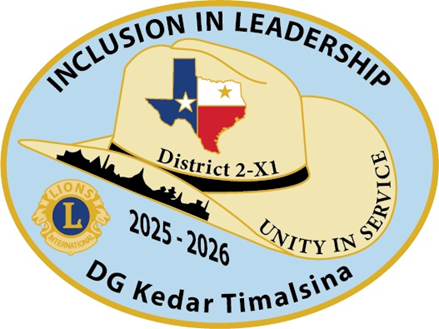 INCLUSION IN LEADERSHIP
District 2-X1
UNITY IN SERVICE
LIONS
L
INTERNATIONAL
2025 - 2026
DG Kedar Timalsina